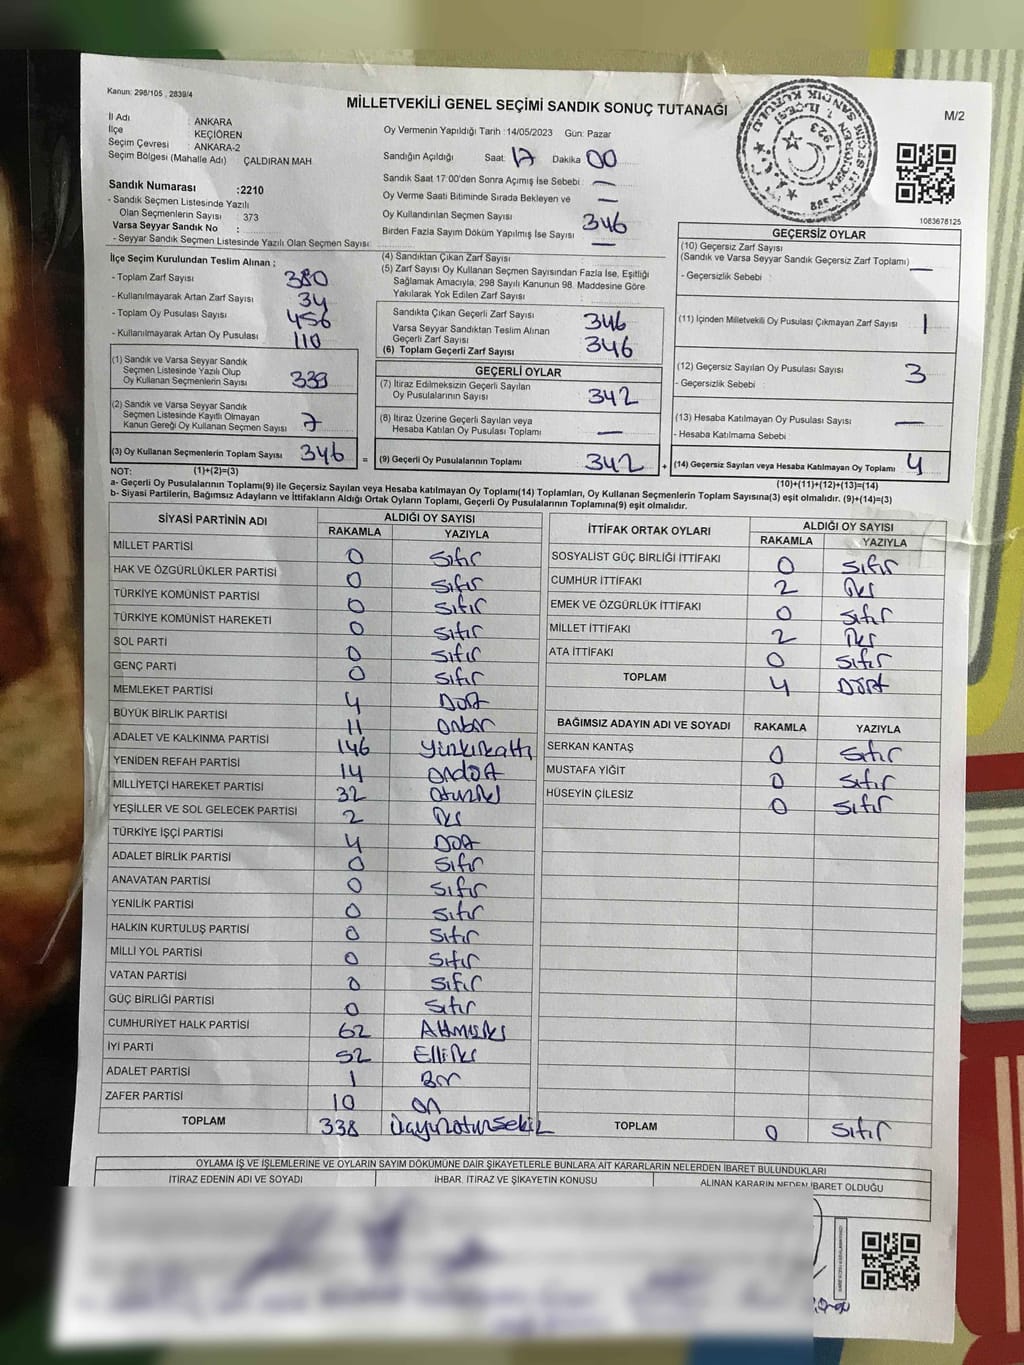 Kanun: 298/105 , 2839/4
MİLLETVEKİLİ GENEL SEÇİMİ SANDIK SONUÇ TUTANAĞI
M/2
İl Adı : ANKARA
İlçe : KEÇİÖREN
Seçim Çevresi : ANKARA-2
Seçim Bölgesi (Mahalle Adı) ÇALDIRAN MAH
Oy Vermenin Yapıldığı Tarih : 14/05/2023 Gün: Pazar
Sandığın Açıldığı Saat: 17 Dakika 00
Sandık Saat 17:00'den Sonra Açımış İse Sebebi : —
Oy Verme Saati Bitiminde Sırada Bekleyen ve —
Oy Kullandırılan Seçmen Sayısı 346
Birden Fazla Sayım Döküm Yapılmış İse Sayısı —
1083678125
Sandık Numarası :2210
- Sandık Seçmen Listesinde Yazılı
Olan Seçmenlerin Sayısı : 373
Varsa Seyyar Sandık No :
- Seyyar Sandık Seçmen Listesinde Yazılı Olan Seçmen Sayısı:
İlçe Seçim Kurulundan Teslim Alınan ;
- Toplam Zarf Sayısı 380
- Kullanılmayarak Artan Zarf Sayısı 34
- Toplam Oy Pusulası Sayısı 456
- Kullanılmayarak Artan Oy Pusulası 110
(1) Sandık ve Varsa Seyyar Sandık
Seçmen Listesinde Yazılı Olup
Oy Kullanan Seçmenlerin Sayısı 339
(2) Sandık ve Varsa Seyyar Sandık
Seçmen Listesinde Kayıtlı Olmayan
Kanun Gereği Oy Kullanan Seçmen Sayısı 7
(3) Oy Kullanan Seçmenlerin Toplam Sayısı 346
=
(4) Sandıktan Çıkan Zarf Sayısı
(5) Zarf Sayısı Oy Kullanan Seçmen Sayısından Fazla İse, Eşitliği
Sağlamak Amacıyla, 298 Sayılı Kanunun 98. Maddesine Göre
Yakılarak Yok Edilen Zarf Sayısı :
Sandıkta Çıkan Geçerli Zarf Sayısı 346
Varsa Seyyar Sandıktan Teslim Alınan
Geçerli Zarf Sayısı
(6) Toplam Geçerli Zarf Sayısı 346
GEÇERLİ OYLAR
(7) İtiraz Edilmeksizin Geçerli Sayılan
Oy Pusulalarının Sayısı 342
(8) İtiraz Üzerine Geçerli Sayılan veya
Hesaba Katılan Oy Pusulası Toplamı —
(9) Geçerli Oy Pusulalarının Toplamı 342
+
GEÇERSİZ OYLAR
(10) Geçersiz Zarf Sayısı
(Sandık ve Varsa Seyyar Sandık Geçersiz Zarf Toplamı) —
- Geçersizlik Sebebi :
(11) İçinden Milletvekili Oy Pusulası Çıkmayan Zarf Sayısı 1
(12) Geçersiz Sayılan Oy Pusulası Sayısı 3
- Geçersizlik Sebebi :
(13) Hesaba Katılmayan Oy Pusulası Sayısı —
- Hesaba Katılmama Sebebi
(14) Geçersiz Sayılan veya Hesaba Katılmayan Oy Toplamı 4
NOT: (1)+(2)=(3) (10)+(11)+(12)+(13)=(14)
a- Geçerli Oy Pusulalarının Toplamı(9) ile Geçersiz Sayılan veya Hesaba katılmayan Oy Toplamı(14) Toplamları, Oy Kullanan Seçmenlerin Toplam Sayısına(3) eşit olmalıdır. (9)+(14)=(3)
b- Siyasi Partilerin, Bağımsız Adayların ve İttifakların Aldığı Ortak Oyların Toplamı, Geçerli Oy Pusulalarının Toplamına(9) eşit olmalıdır.
SİYASİ PARTİNİN ADI ALDIĞI OY SAYISI
RAKAMLA YAZIYLA
MİLLET PARTİSİ 0 Sıfır
HAK VE ÖZGÜRLÜKLER PARTİSİ 0 Sıfır
TÜRKİYE KOMÜNİST PARTİSİ 0 Sıfır
TÜRKİYE KOMÜNİST HAREKETİ 0 Sıfır
SOL PARTİ 0 Sıfır
GENÇ PARTİ 0 Sıfır
MEMLEKET PARTİSİ 4 Dört
BÜYÜK BİRLİK PARTİSİ 11 Onbir
ADALET VE KALKINMA PARTİSİ 146 Yüzkırkaltı
YENİDEN REFAH PARTİSİ 14 Ondört
MİLLİYETÇİ HAREKET PARTİSİ 32 Otuziki
YEŞİLLER VE SOL GELECEK PARTİSİ 2 İki
TÜRKİYE İŞÇİ PARTİSİ 4 Dört
ADALET BİRLİK PARTİSİ 0 Sıfır
ANAVATAN PARTİSİ 0 Sıfır
YENİLİK PARTİSİ 0 Sıfır
HALKIN KURTULUŞ PARTİSİ 0 Sıfır
MİLLİ YOL PARTİSİ 0 Sıfır
VATAN PARTİSİ 0 Sıfır
GÜÇ BİRLİĞİ PARTİSİ 0 Sıfır
CUMHURİYET HALK PARTİSİ 62 Altmışiki
İYİ PARTİ 52 Elliiki
ADALET PARTİSİ 1 Bir
ZAFER PARTİSİ 10 On
TOPLAM 338 Üçyüzotuzsekiz
İTTİFAK ORTAK OYLARI ALDIĞI OY SAYISI
RAKAMLA YAZIYLA
SOSYALİST GÜÇ BİRLİĞİ İTTİFAKI 0 Sıfır
CUMHUR İTTİFAKI 2 İki
EMEK VE ÖZGÜRLÜK İTTİFAKI 0 Sıfır
MİLLET İTTİFAKI 2 İki
ATA İTTİFAKI 0 Sıfır
TOPLAM 4 Dört
BAĞIMSIZ ADAYIN ADI VE SOYADI RAKAMLA YAZIYLA
SERKAN KANTAŞ 0 Sıfır
MUSTAFA YİĞİT 0 Sıfır
HÜSEYİN ÇİLESİZ 0 Sıfır
TOPLAM 0 Sıfır
OYLAMA İŞ VE İŞLEMLERİNE VE OYLARIN SAYIM DÖKÜMÜNE DAİR ŞİKAYETLERLE BUNLARA AİT KARARLARIN NELERDEN İBARET BULUNDUKLARI
İTİRAZ EDENİN ADI VE SOYADI İHBAR, İTİRAZ VE ŞİKAYETİN KONUSU ALINAN KARARIN NEDEN İBARET OLDUĞU